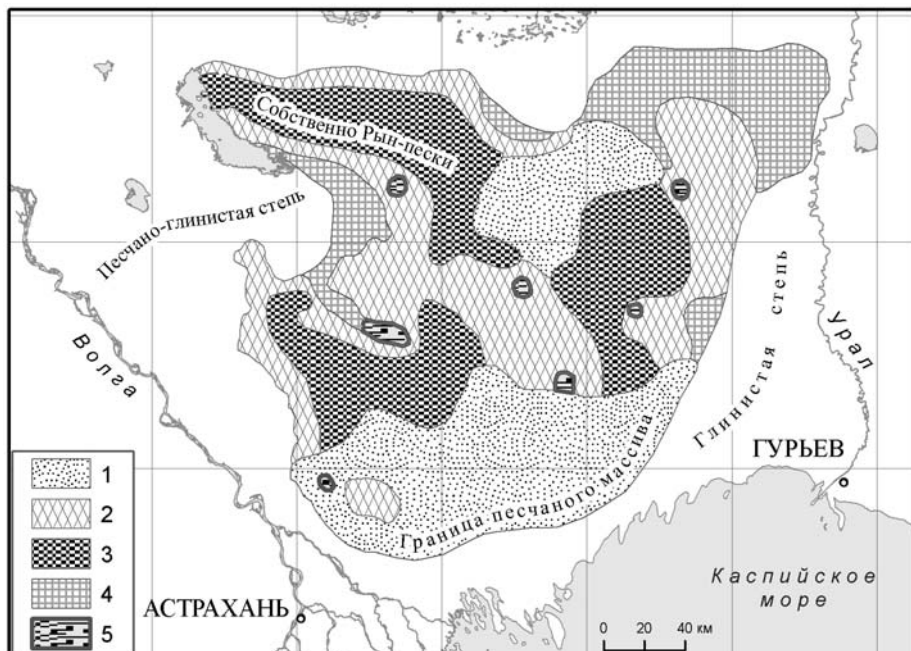 Собственно Рын-пески
Песчано-глинистая степь
Волга
Глинистая степь
Урал
ГУРЬЕВ
Граница песчаного массива
Каспийское
море
АСТРАХАНЬ
1
2
3
4
5
0 20 40 км